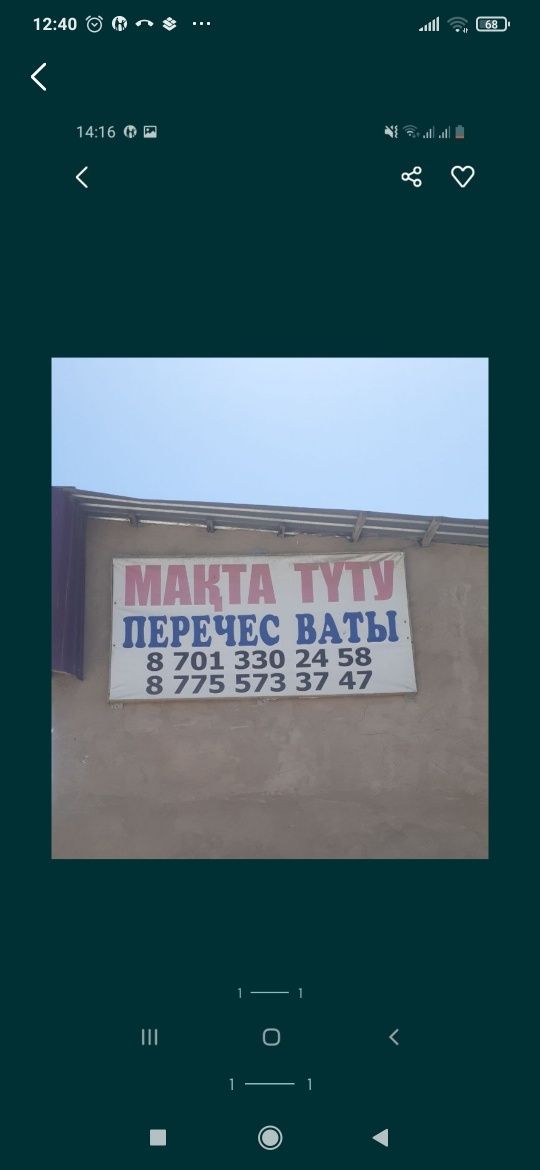 12:40
68
14:16
МАҚТА ТҮТУ
ПЕРЕЧЕС ВАТЫ
8 701 330 24 58
8 775 573 37 47
1 — 1
1 — 1